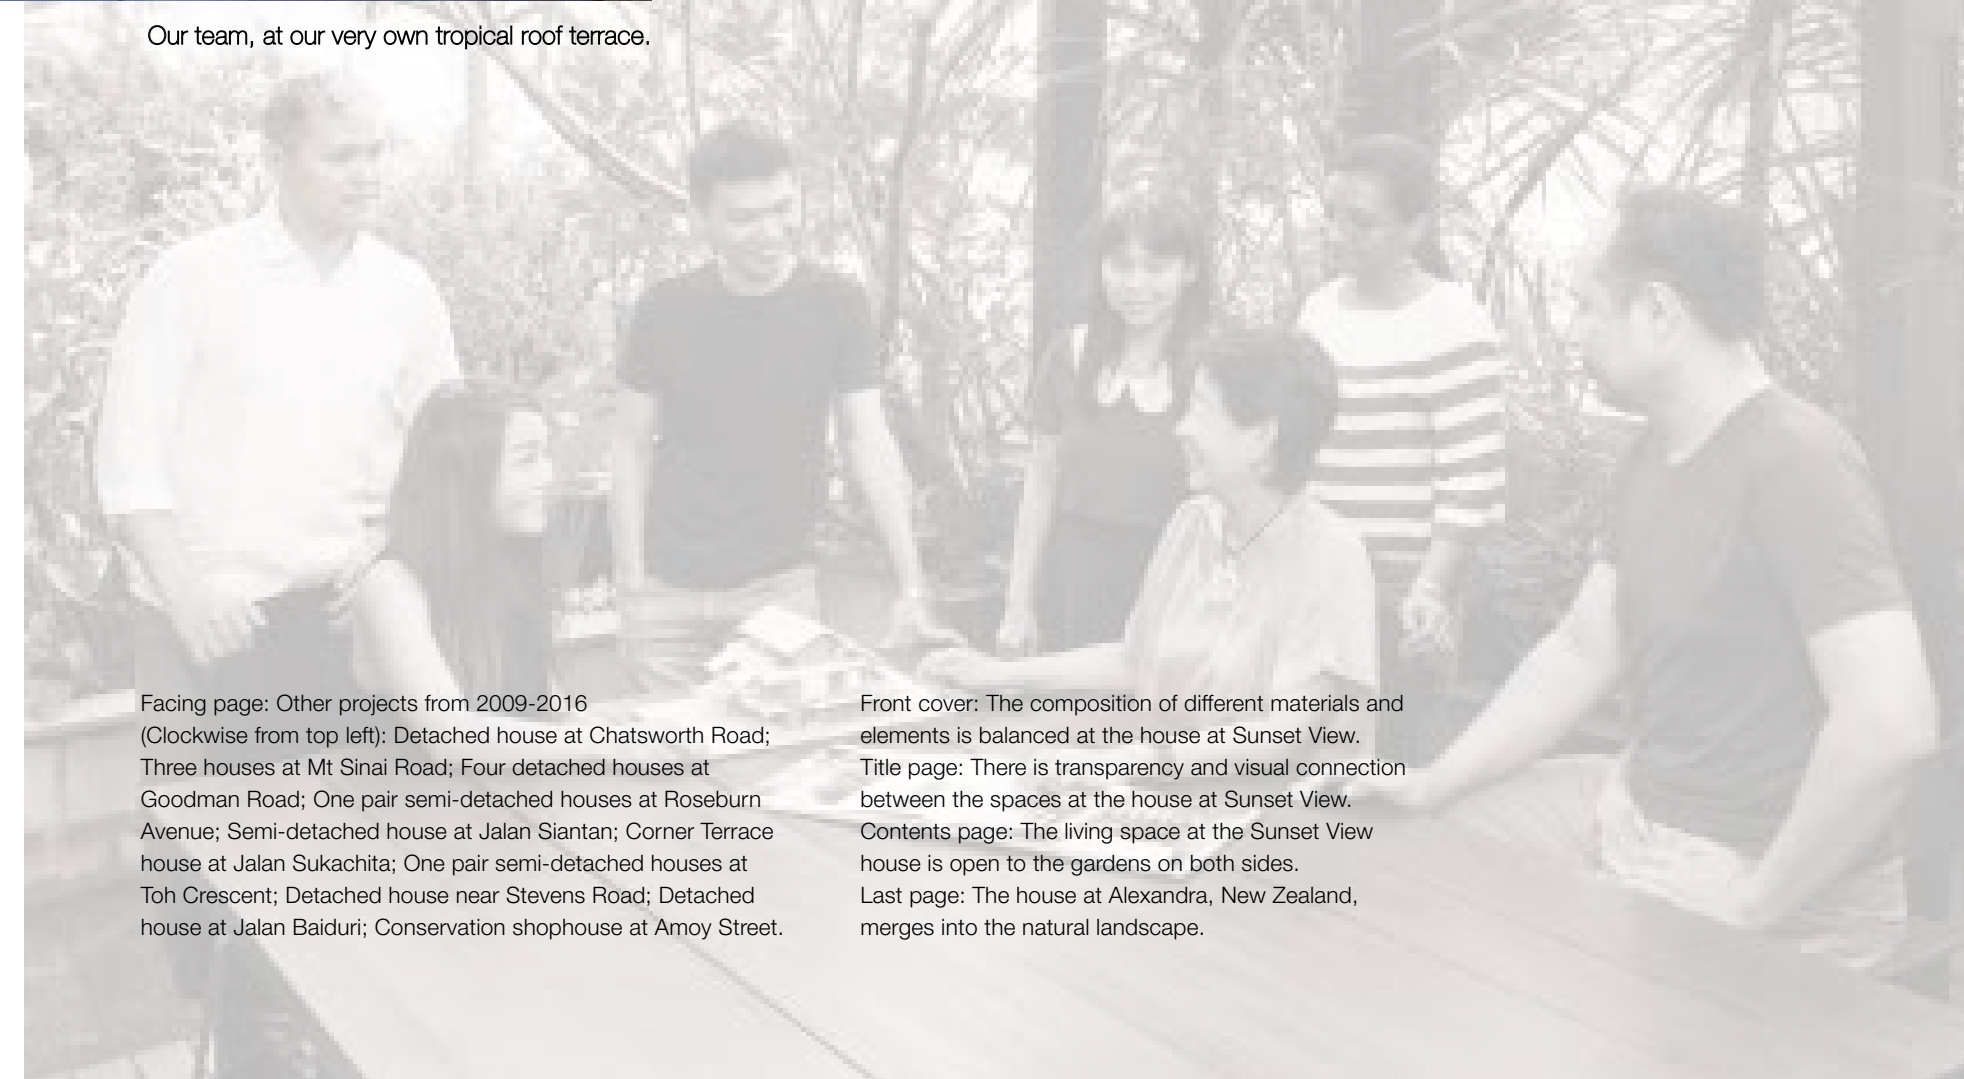 Our team, at our very own tropical roof terrace.
Facing page: Other projects from 2009-2016
(Clockwise from top left): Detached house at Chatsworth Road;
Three houses at Mt Sinai Road; Four detached houses at
Goodman Road; One pair semi-detached houses at Roseburn
Avenue; Semi-detached house at Jalan Siantan; Corner Terrace
house at Jalan Sukachita; One pair semi-detached houses at
Toh Crescent; Detached house near Stevens Road; Detached
house at Jalan Baiduri; Conservation shophouse at Amoy Street.
Front cover: The composition of different materials and
elements is balanced at the house at Sunset View.
Title page: There is transparency and visual connection
between the spaces at the house at Sunset View.
Contents page: The living space at the Sunset View
house is open to the gardens on both sides.
Last page: The house at Alexandra, New Zealand,
merges into the natural landscape.